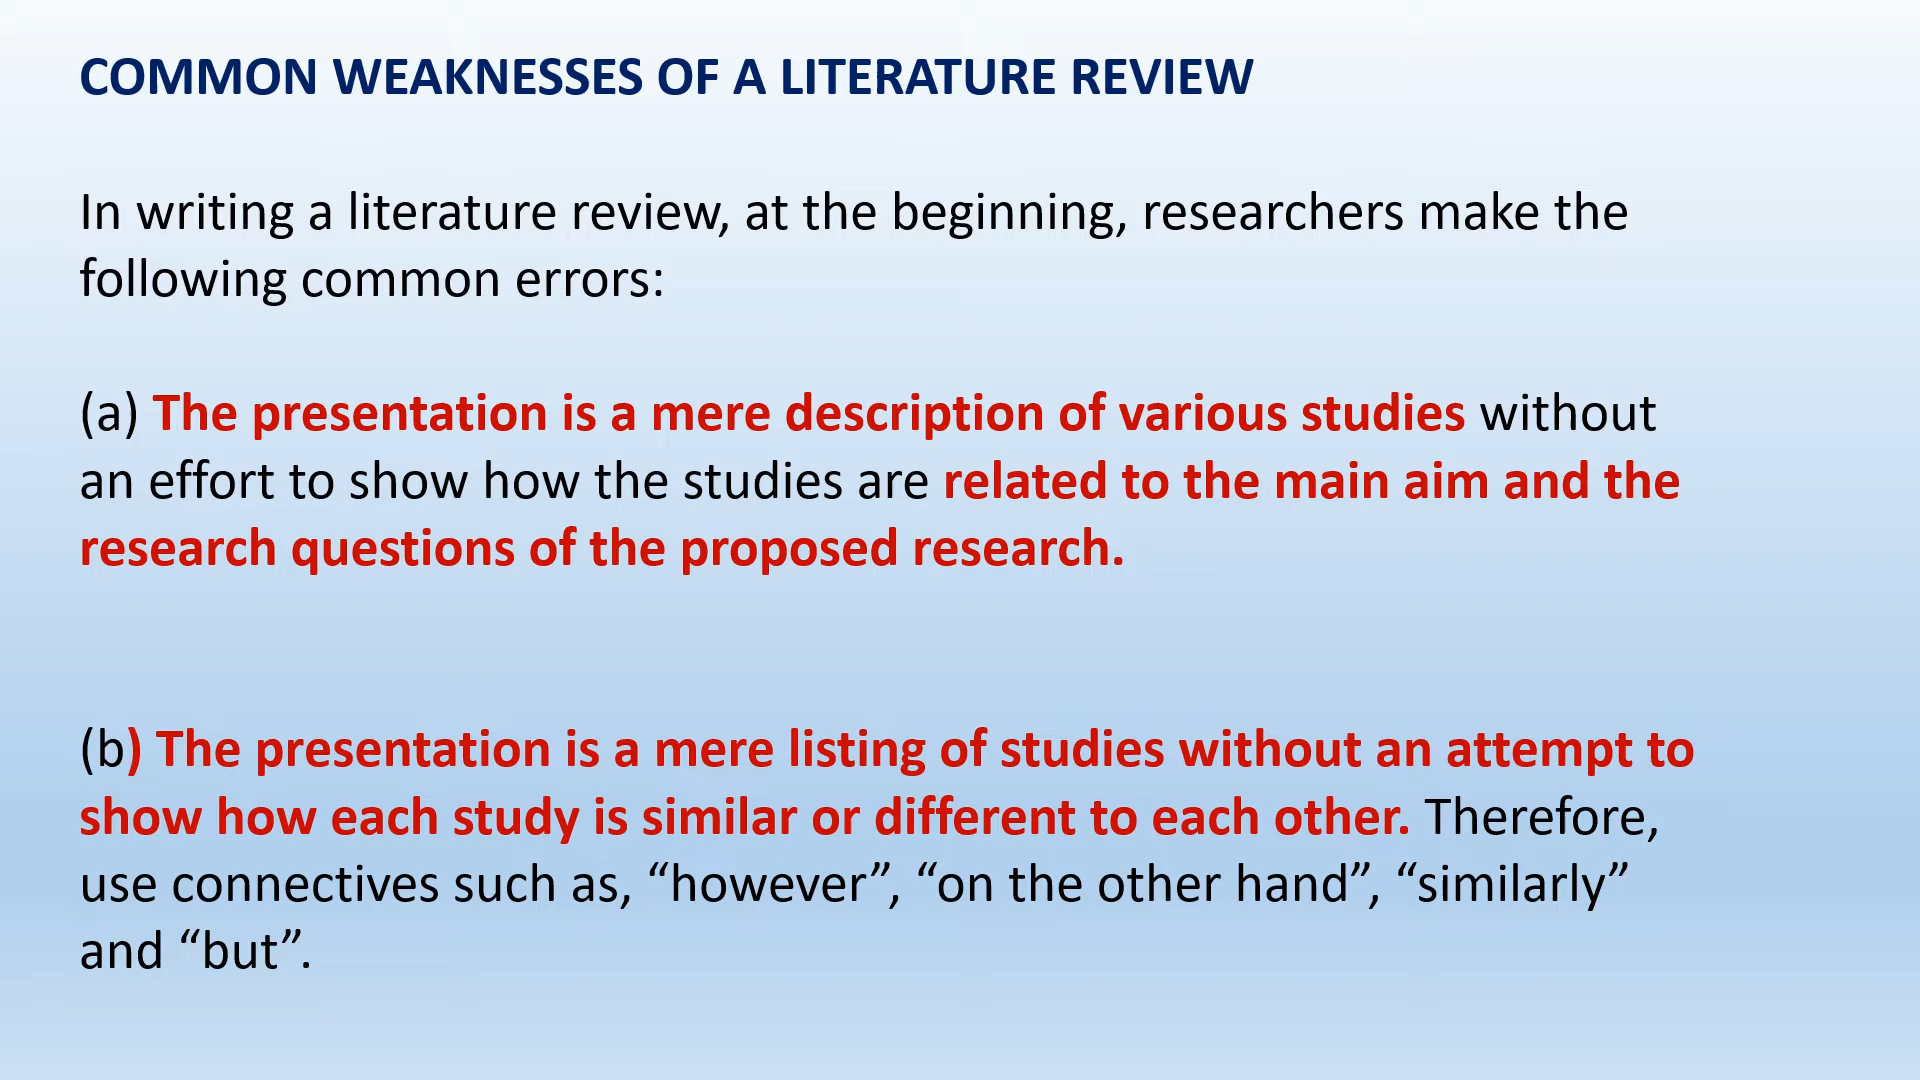 COMMON WEAKNESSES OF A LITERATURE REVIEW
In writing a literature review, at the beginning, researchers make the
following common errors:
(a) The presentation is a mere description of various studies without
an effort to show how the studies are related to the main aim and the
research questions of the proposed research.
(b) The presentation is a mere listing of studies without an attempt to
show how each study is similar or different to each other. Therefore,
use connectives such as, “however”, “on the other hand”, “similarly”
and “but”.